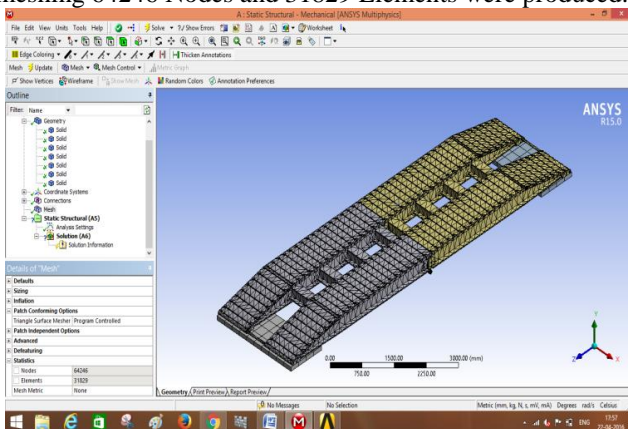 meshing 64246 Nodes and 31829 Elements were produced.
A : Static Structural - Mechanical [ANSYS Multiphysics]
File Edit View Units Tools Help Solve ?/ Show Errors Worksheet
Edge Coloring Thicken Annotations
Mesh Update Mesh Mesh Control Metric Graph
Show Vertices Wireframe Show Mesh Random Colors Annotation Preferences
Outline
Filter: Name
Geometry
Solid
Solid
Solid
Solid
Solid
Solid
Solid
Coordinate Systems
Connections
Mesh
Static Structural (A5)
Analysis Settings
Solution (A6)
Solution Information
ANSYS
R15.0
Details of "Mesh"
Defaults
Sizing
Inflation
Patch Conforming Options
Triangle Surface Mesher Program Controlled
Patch Independent Options
Advanced
Defeaturing
Statistics
Nodes 64246
Elements 31829
Mesh Metric None
0.00 1500.00 3000.00 (mm)
750.00 2250.00
Y
Z X
Geometry Print Preview Report Preview
No Messages No Selection Metric (mm, kg, N, s, mV, mA) Degrees rad/s Celsius
ENG 17:57
22-04-2016